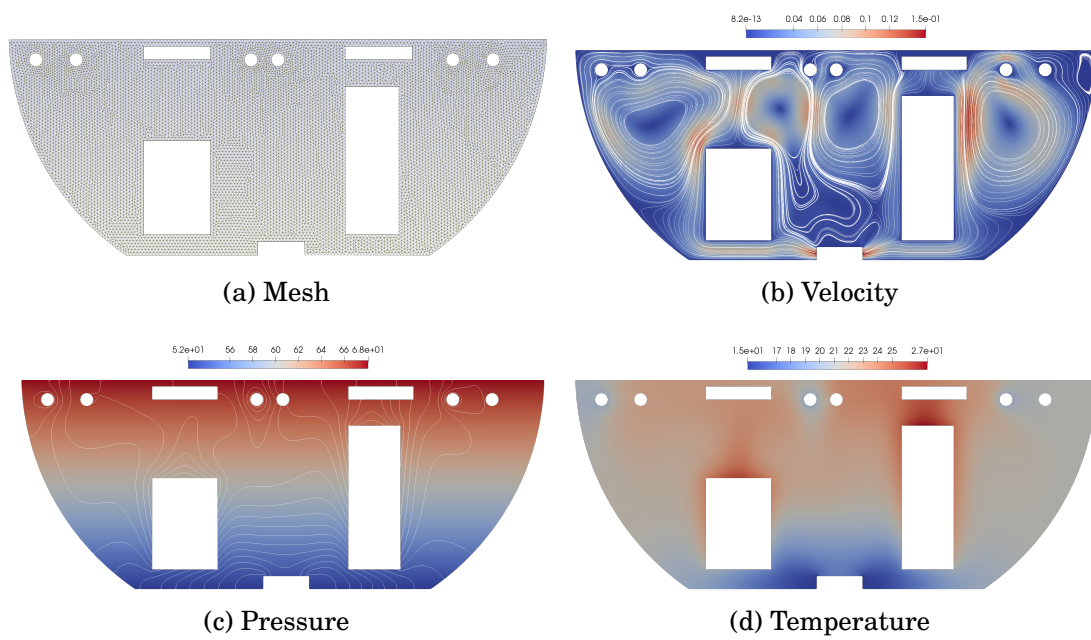 8.2e-13 0.04 0.06 0.08 0.1 0.12 1.5e-01
(a) Mesh
(b) Velocity
5.2e+01 56 58 60 62 64 66 6.8e+01
1.5e+01 17 18 19 20 21 22 23 24 25 2.7e+01
(c) Pressure
(d) Temperature